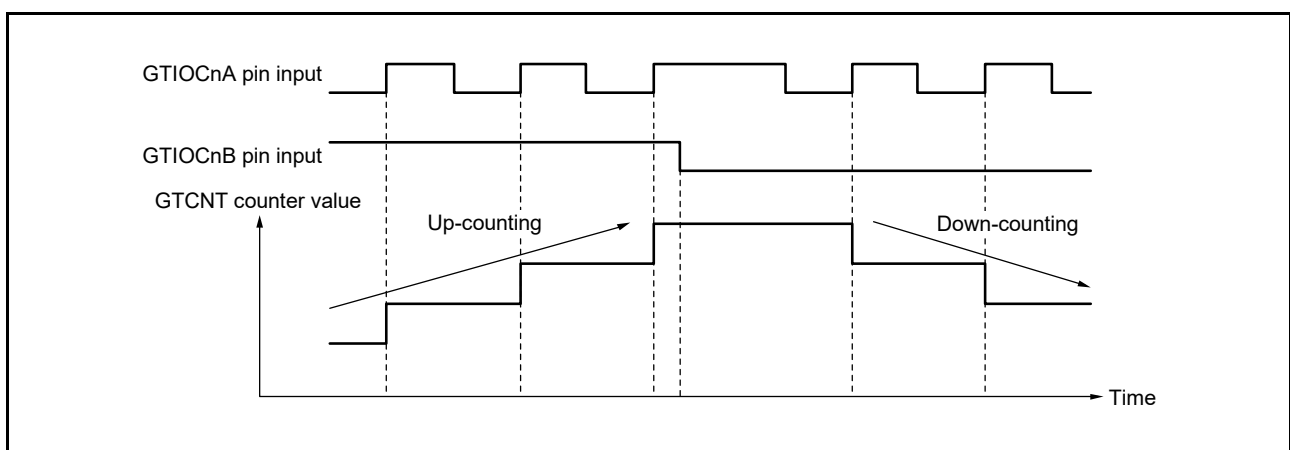 GTIOCnA pin input
GTIOCnB pin input
GTCNT counter value
Up-counting
Down-counting
Time